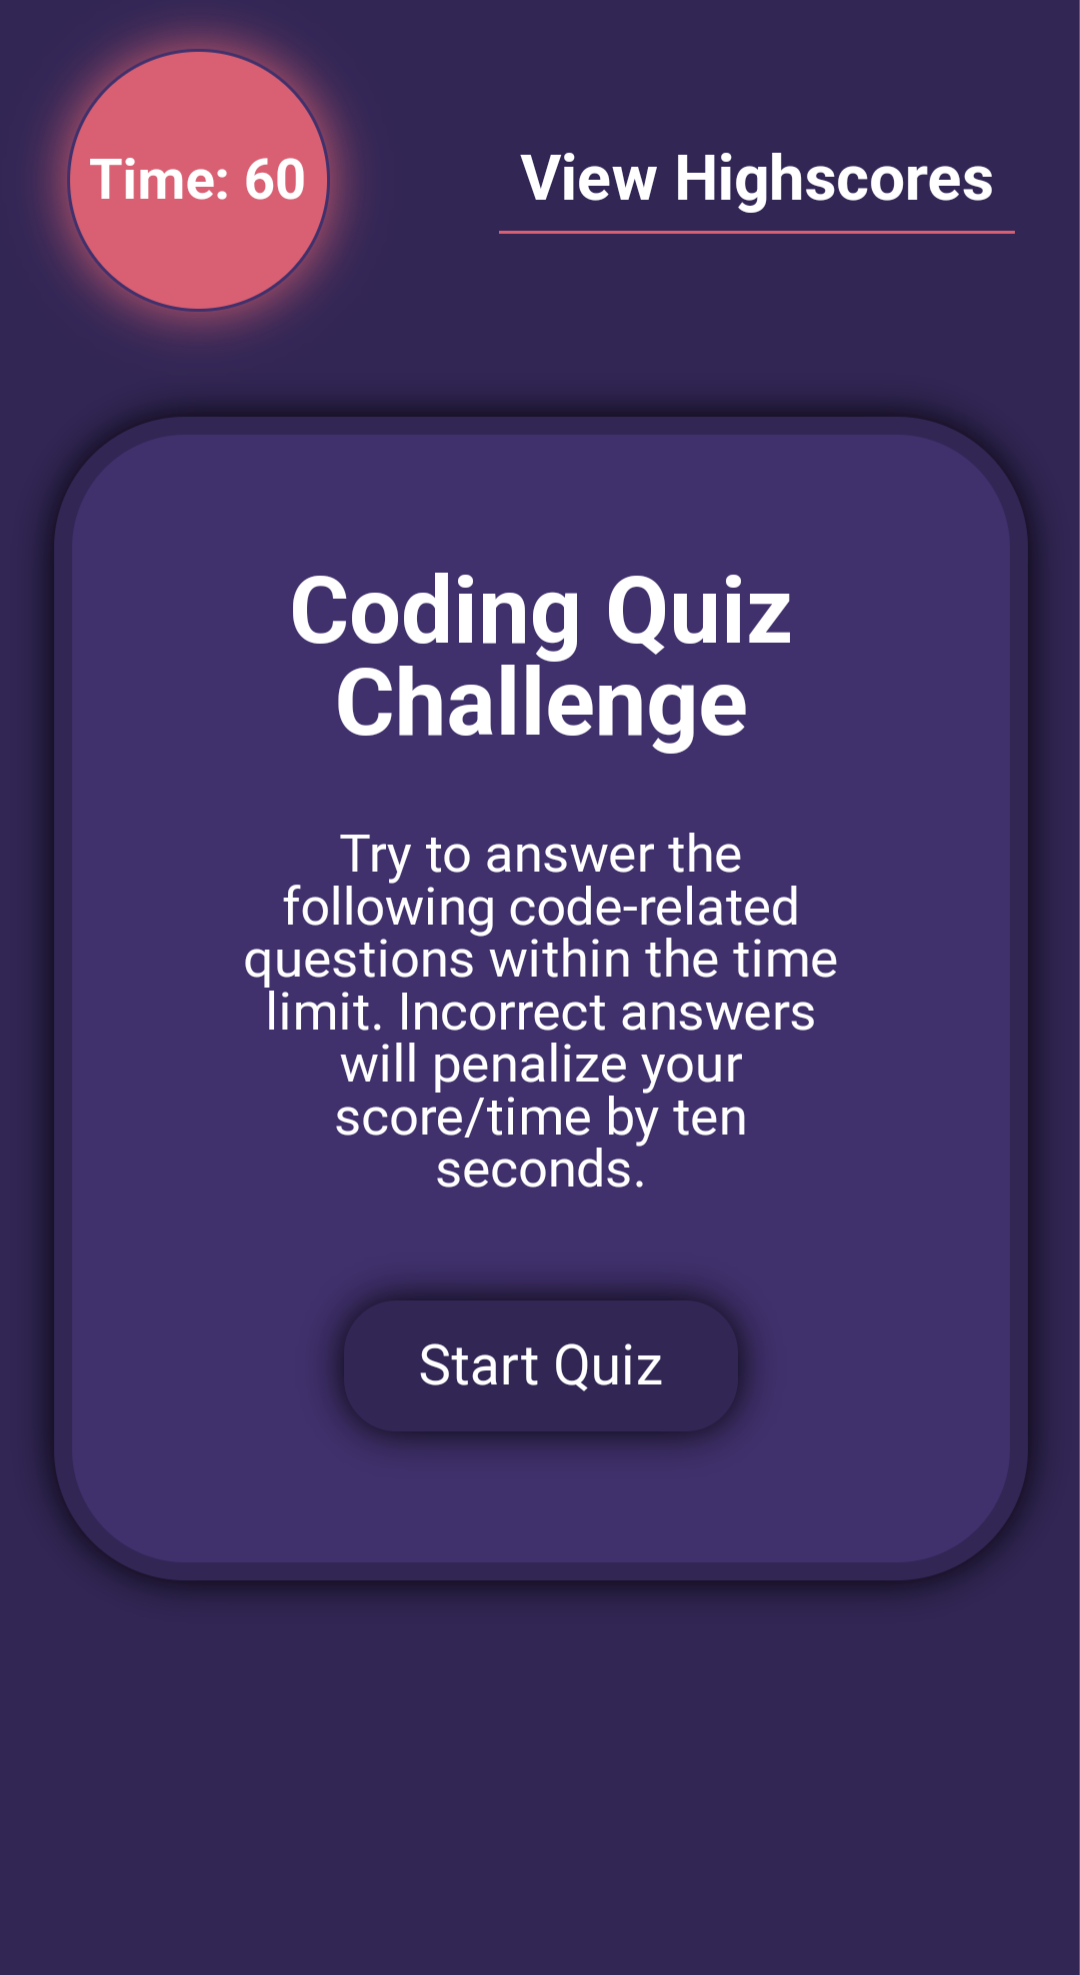 Time: 60
View Highscores
Coding Quiz
Challenge
Try to answer the
following code-related
questions within the time
limit. Incorrect answers
will penalize your
score/time by ten
seconds.
Start Quiz